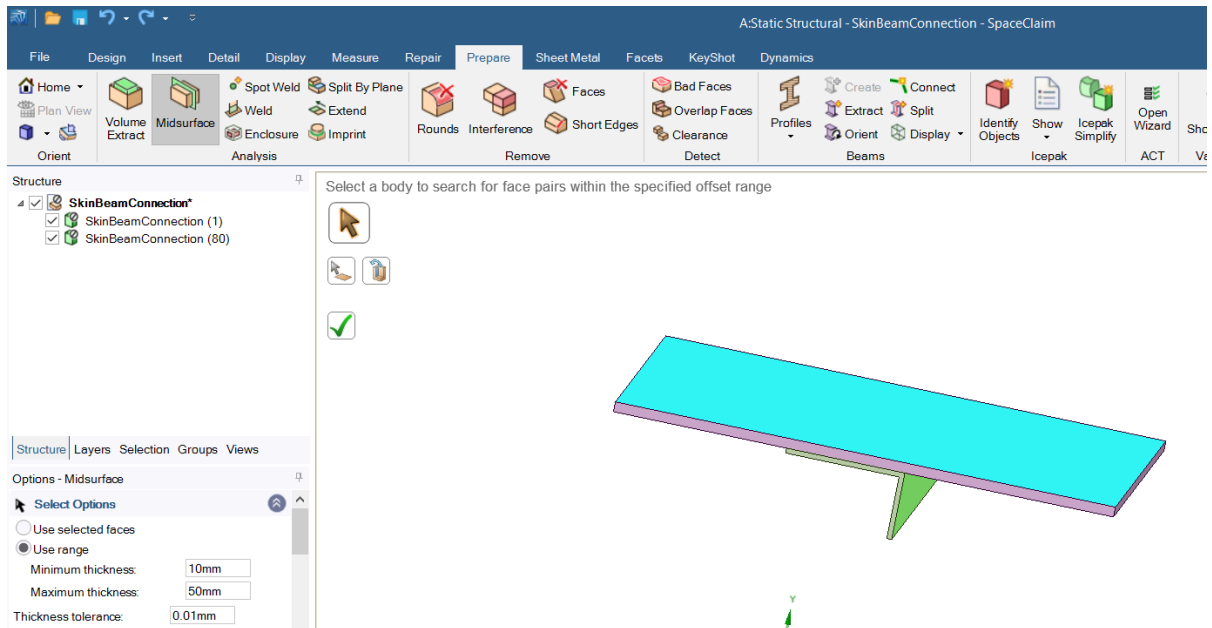 A:Static Structural - SkinBeamConnection - SpaceClaim
File Design Insert Detail Display Measure Repair Prepare Sheet Metal Facets KeyShot Dynamics
Home
Plan View
Orient
Volume Extract
Midsurface
Spot Weld
Weld
Enclosure
Split By Plane
Extend
Imprint
Analysis
Rounds
Interference
Faces
Short Edges
Remove
Bad Faces
Overlap Faces
Clearance
Detect
Profiles
Create
Extract
Orient
Connect
Split
Display
Beams
Identify
Objects
Show
Icepak
Simplify
Icepak
Open
Wizard
ACT
Structure
SkinBeamConnection*
SkinBeamConnection (1)
SkinBeamConnection (80)
Select a body to search for face pairs within the specified offset range
Structure Layers Selection Groups Views
Options - Midsurface
Select Options
Use selected faces
Use range
Minimum thickness: 10mm
Maximum thickness: 50mm
Thickness tolerance: 0.01mm
Y